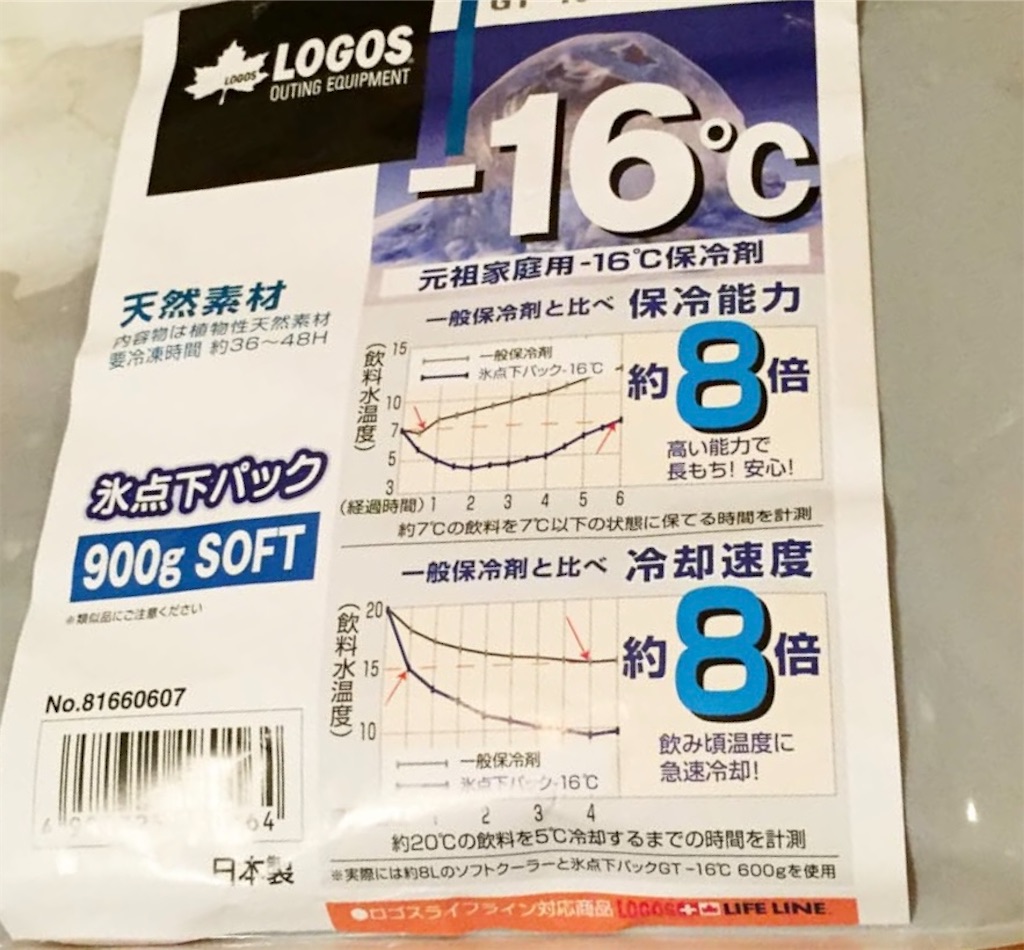 LOGOS
LOGOS
OUTING EQUIPMENT
-16℃
元祖家庭用-16℃保冷剤
天然素材
内容物は植物性天然素材
要冷凍時間 約36～48H
氷点下パック
900g SOFT
※類似品にご注意ください
No.81660607
日本製
一般保冷剤と比べ 保冷能力
約8倍
高い能力で
長もち! 安心!
(飲料水温度)
15
10
7
5
3
一般保冷剤
氷点下パック-16℃
(経過時間) 1 2 3 4 5 6
約7℃の飲料を7℃以下の状態に保てる時間を計測
一般保冷剤と比べ 冷却速度
約8倍
飲み頃温度に
急速冷却!
(飲料水温度)
20
15
10
一般保冷剤
氷点下パック-16℃
2 3 4
約20℃の飲料を5℃冷却するまでの時間を計測
※実際には約8Lのソフトクーラーと氷点下パックGT-16℃ 600gを使用
●ロゴスライフライン対応商品 LOGOS LIFE LINE